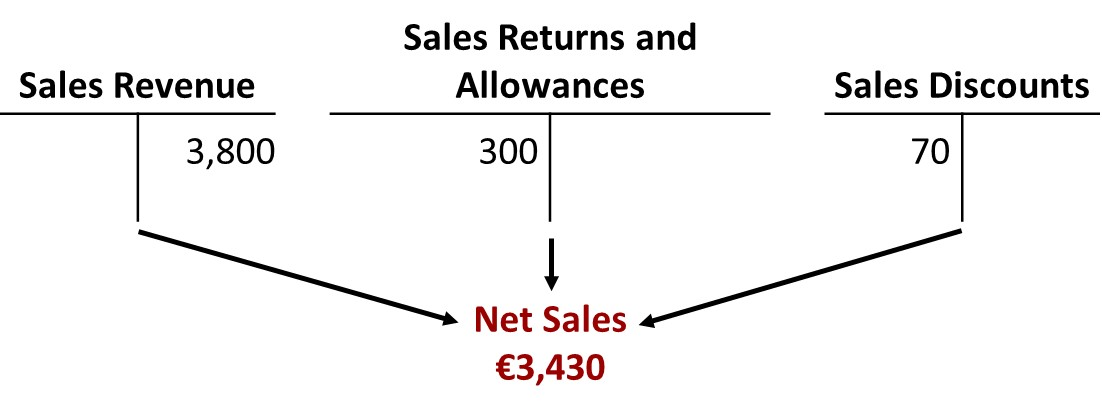 Sales Revenue
3,800
Sales Returns and
Allowances
300
Sales Discounts
70
Net Sales
€3,430